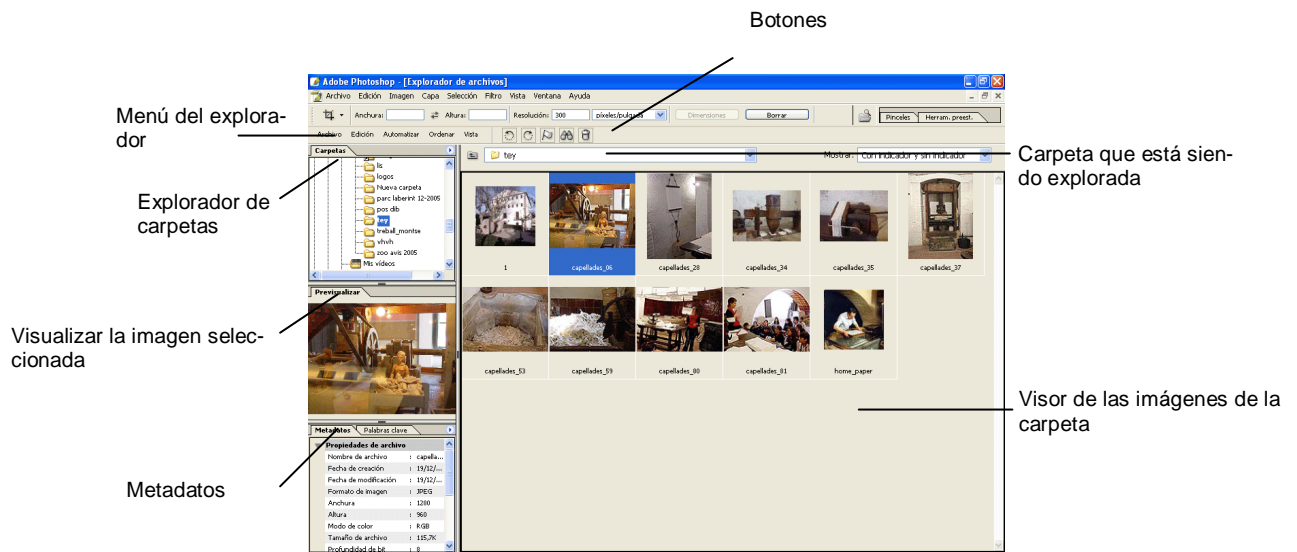 Botones
Adobe Photoshop - [Explorador de archivos]
Archivo Edición Imagen Capa Selección Filtro Vista Ventana Ayuda
Anchura: Altura: Resolución: 300 píxeles/pulgada Dimensiones Borrar Pinceles Herram. preest.
Menú del explora-
dor
Archivo Edición Automatizar Ordenar Vista
Carpetas
tey
Mostrar: Con indicador y sin indicador
Carpeta que está sien-
do explorada
Explorador de
carpetas
lis
logos
Nueva carpeta
parc laberint 12-2005
pos dib
tey
treball_montse
vhvh
zoo avis 2005
Mis vídeos
1 capellades_06 capellades_28 capellades_34 capellades_35 capellades_37
Previsualizar
Visualizar la imagen selec-
cionada
capellades_53 capellades_59 capellades_80 capellades_81 home_paper
Visor de las imágenes de la
carpeta
Metadatos Palabras clave
Metadatos
Propiedades de archivo
Nombre de archivo : capella...
Fecha de creación : 19/12/...
Fecha de modificación : 19/12/...
Formato de imagen : JPEG
Anchura : 1280
Altura : 960
Modo de color : RGB
Tamaño de archivo : 115,7K
Profundidad de bit : 8